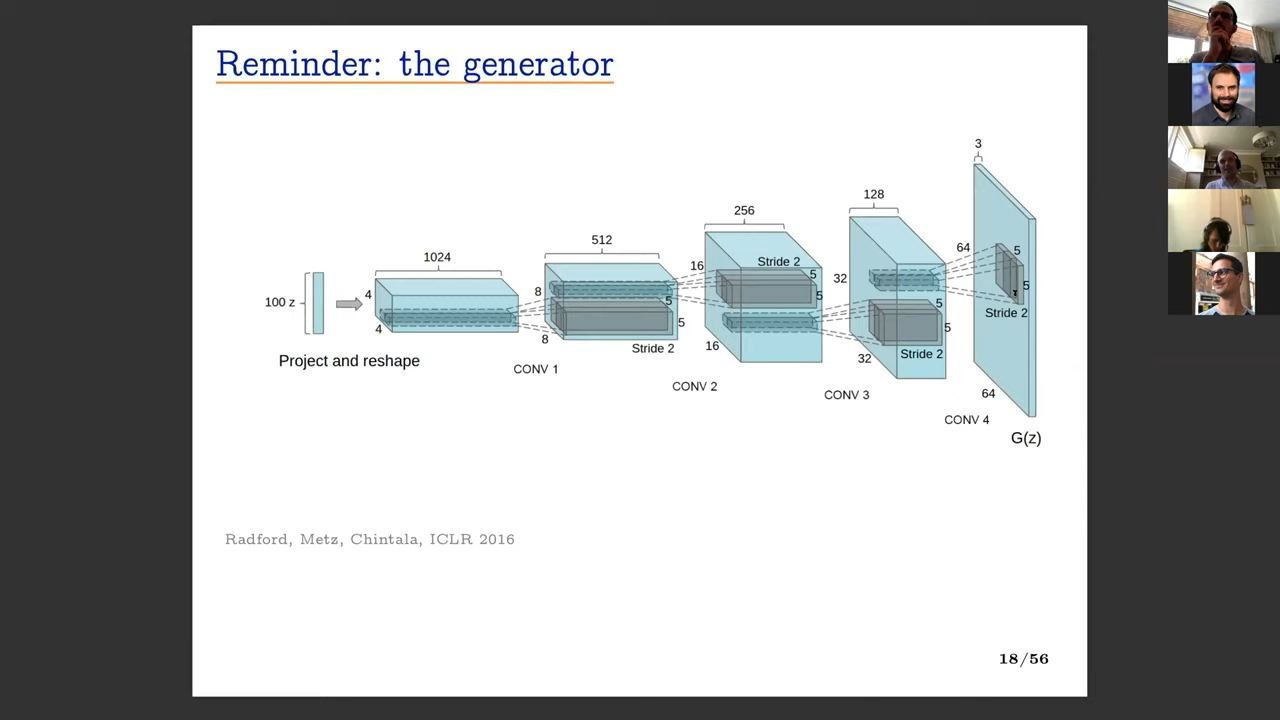 Reminder: the generator
3
128
256
64
5
512
16
Stride 2
1024
5
32
5
8
5
100 z
4
5
5
Stride 2
4
5
5
8
Stride 2
16
32
Stride 2
Project and reshape
CONV 1
CONV 2
CONV 3
64
CONV 4
G(z)
Radford, Metz, Chintala, ICLR 2016
18/56